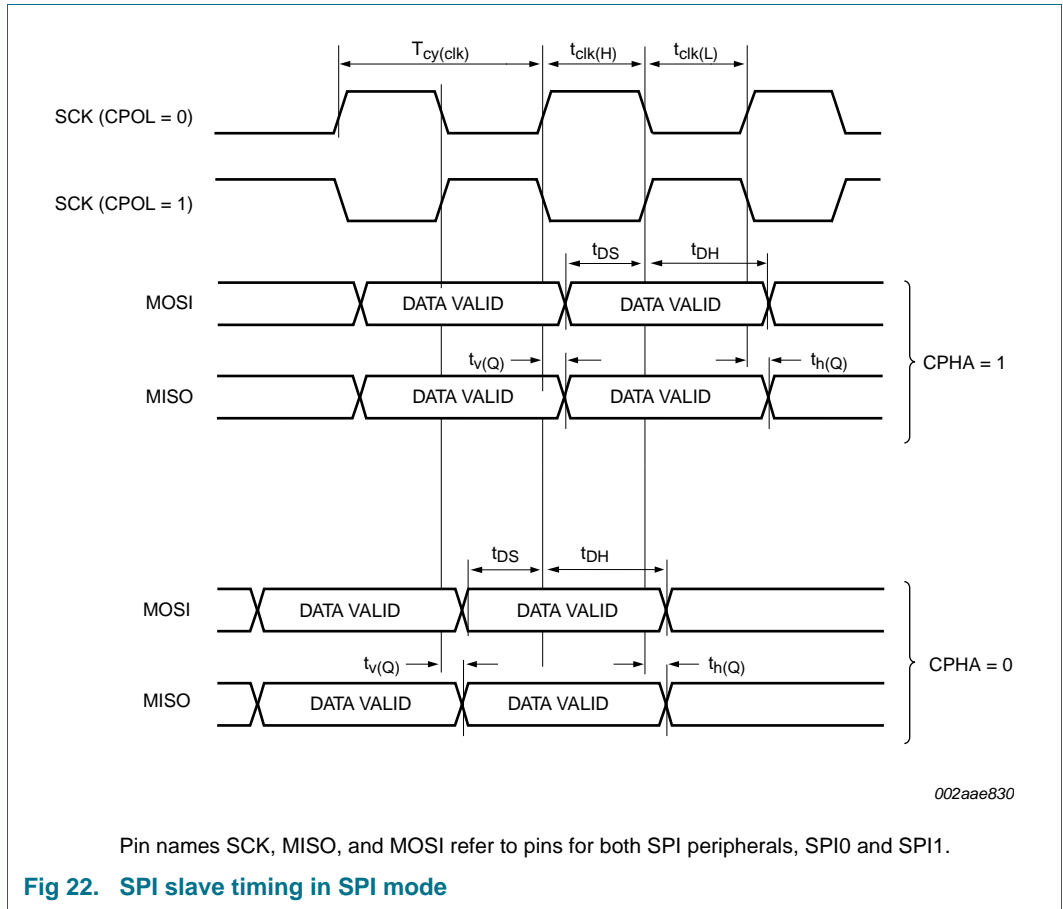 Tcy(clk) tclk(H) tclk(L)
SCK (CPOL = 0)
SCK (CPOL = 1)
tDS tDH
MOSI DATA VALID DATA VALID
tv(Q) th(Q)
CPHA = 1
MISO DATA VALID DATA VALID
tDS tDH
MOSI DATA VALID DATA VALID
tv(Q) th(Q)
CPHA = 0
MISO DATA VALID DATA VALID
002aae830
Pin names SCK, MISO, and MOSI refer to pins for both SPI peripherals, SPI0 and SPI1.
Fig 22. SPI slave timing in SPI mode